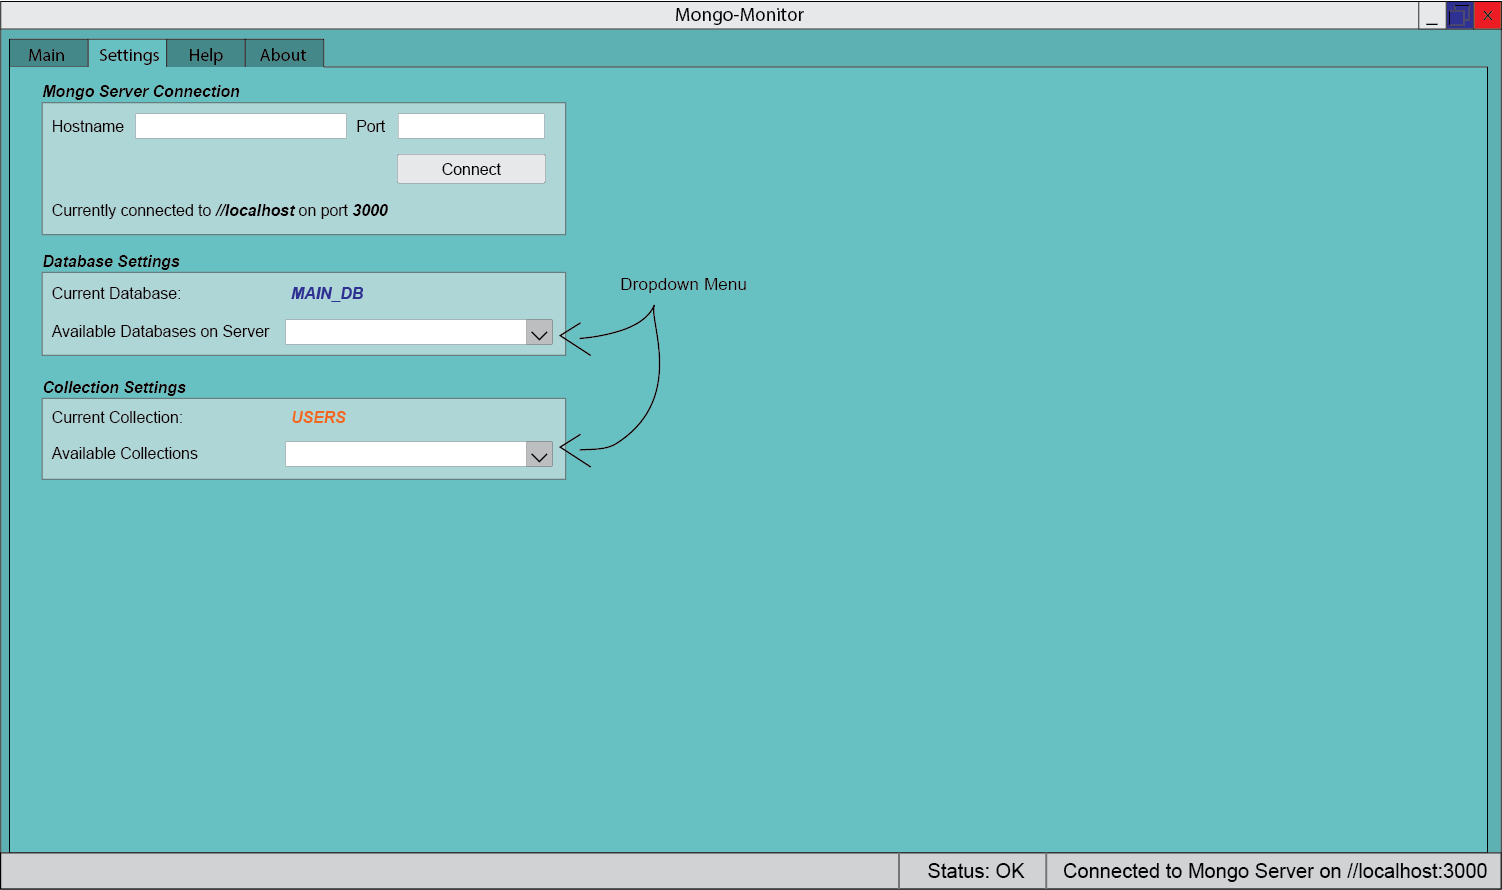 Mongo-Monitor
Main Settings Help About
Mongo Server Connection
Hostname Port
Connect
Currently connected to //localhost on port 3000
Database Settings
Current Database: MAIN_DB
Available Databases on Server
Dropdown Menu
Collection Settings
Current Collection: USERS
Available Collections
Status: OK Connected to Mongo Server on //localhost:3000